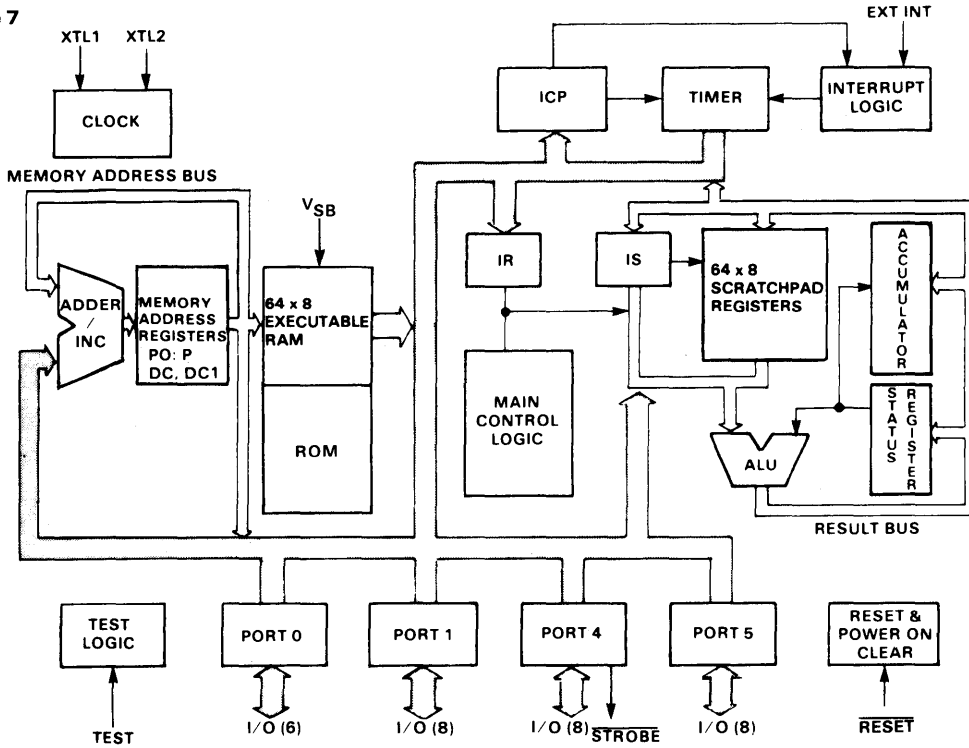 7
EXT INT
XTL1 XTL2
CLOCK
ICP
TIMER
INTERRUPT
LOGIC
MEMORY ADDRESS BUS
VSB
ADDER
/
INC
MEMORY
ADDRESS
REGISTERS
PO: P
DC, DC1
64 x 8
EXECUTABLE
RAM
ROM
IR
IS
64 x 8
SCRATCHPAD
REGISTERS
ACCUMULATOR
MAIN
CONTROL
LOGIC
ALU
STATUS
REGISTER
RESULT BUS
TEST
LOGIC
PORT 0
PORT 1
PORT 4
PORT 5
RESET &
POWER ON
CLEAR
TEST
I/O (6)
I/O (8)
I/O (8)
STROBE
I/O (8)
RESET